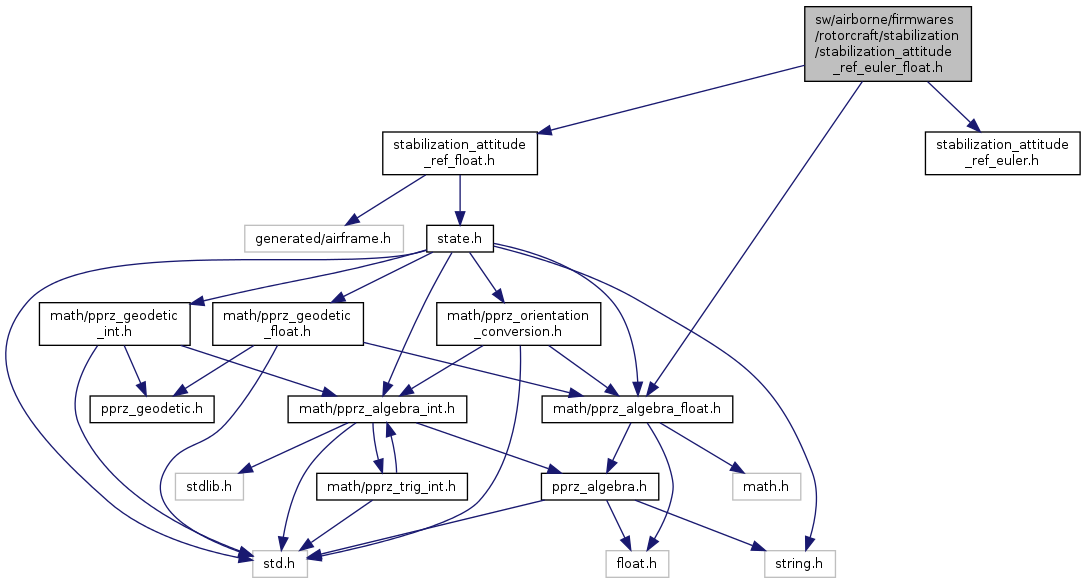 sw/airborne/firmwares
/rotorcraft/stabilization
/stabilization_attitude
_ref_euler_float.h
stabilization_attitude
_ref_float.h
stabilization_attitude
_ref_euler.h
generated/airframe.h
state.h
math/pprz_geodetic
_int.h
math/pprz_geodetic
_float.h
math/pprz_orientation
_conversion.h
pprz_geodetic.h
math/pprz_algebra_int.h
math/pprz_algebra_float.h
stdlib.h
math/pprz_trig_int.h
pprz_algebra.h
math.h
std.h
float.h
string.h